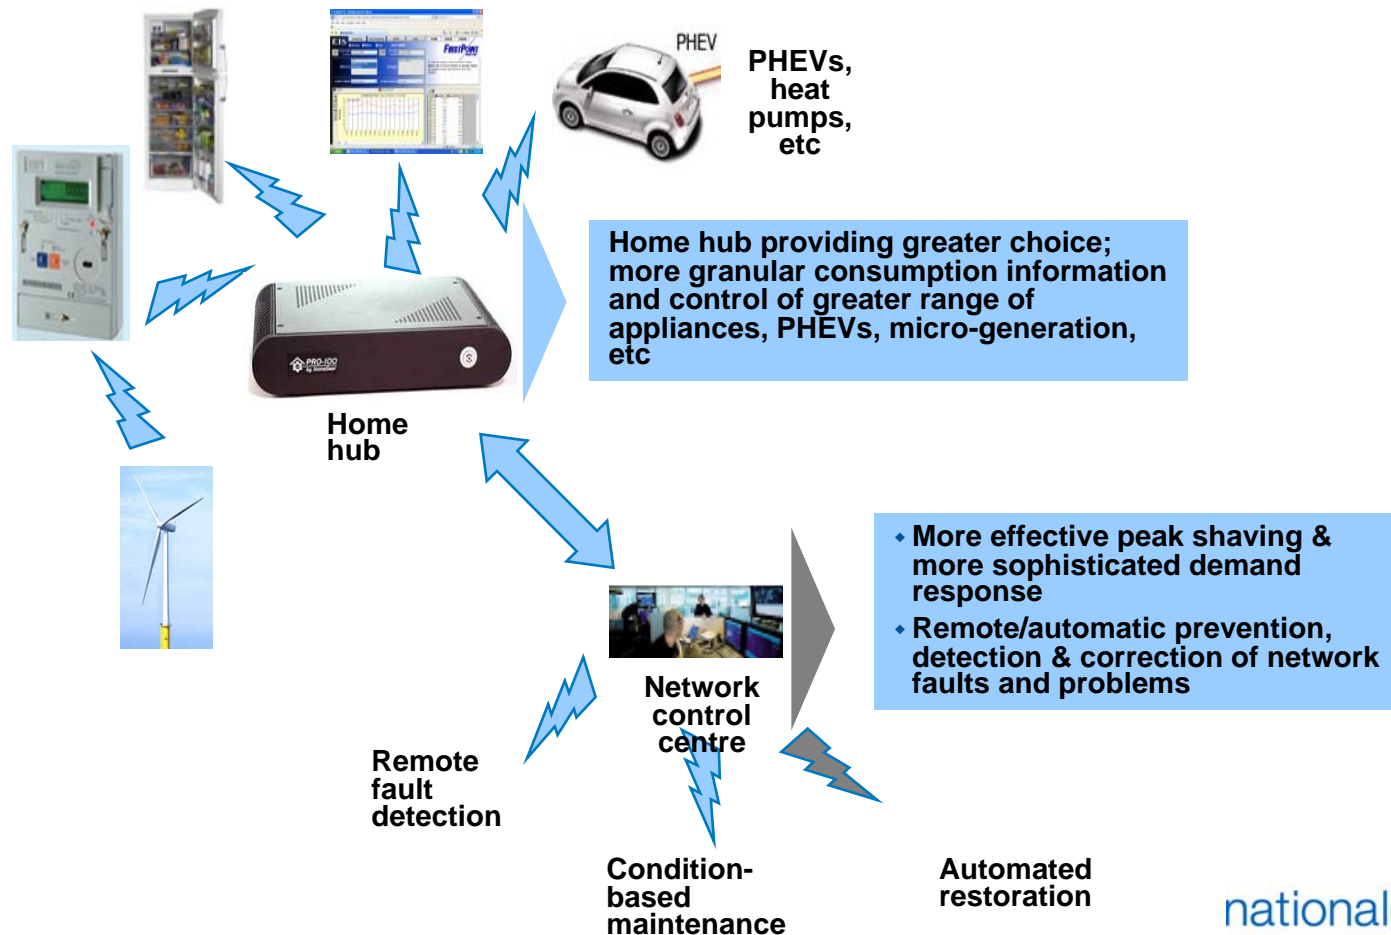 PHEV
PHEVs,
heat
pumps,
etc
FirstPoint
Home hub providing greater choice;
more granular consumption information
and control of greater range of
appliances, PHEVs, micro-generation,
etc
PRO-100
by HomeSeer
Home
hub
More effective peak shaving &
more sophisticated demand
response
Remote/automatic prevention,
detection & correction of network
faults and problems
Network
control
centre
Remote
fault
detection
Condition-
based
maintenance
Automated
restoration
national